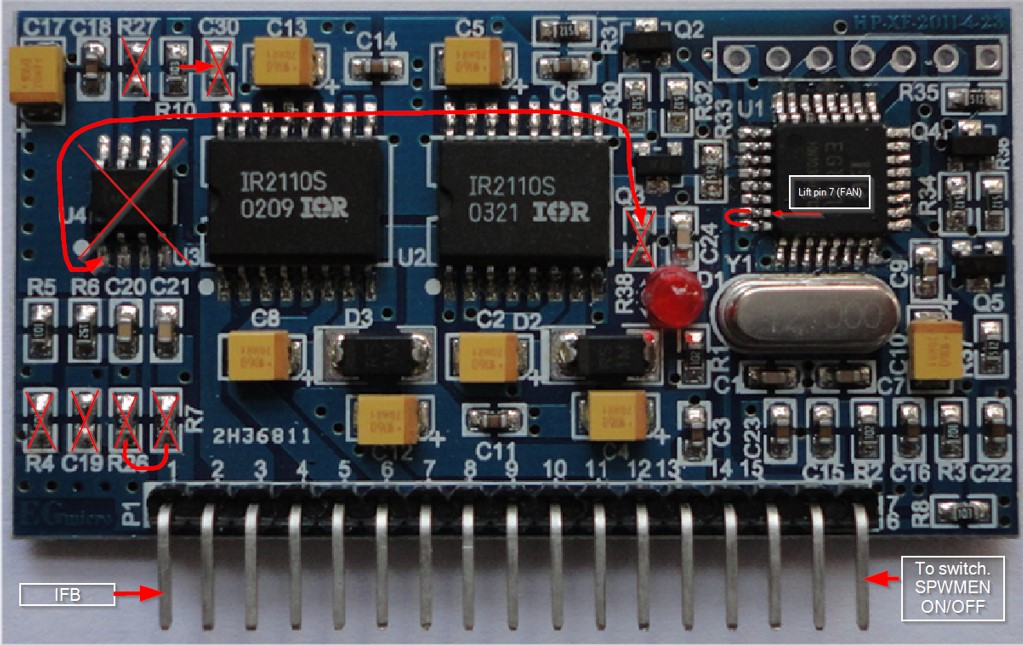 HP-XF-2011-4-23
C17 C18 R27 C30 C13 C14 C5 C6 R31 Q2
R10 R30 R32 R33 U1 R35
Q4
R34
U4 U3 U2
IR2110S
0209 IOR
IR2110S
0321 IOR
EG
Lift pin 7 (FAN)
R38 C24 D1 Y1 C9 Q5
R5 R6 C20 C21
C8 D3 C2 D2 R1 C10
C1 C7
R4 C19 R26 R7
2H36811
C12 C11 C4 C3 C23 C15 R2 C16 R3 C22
1 2 3 4 5 6 7 8 9 10 11 12 13 14 15
P1 17
16
R8
EGmicro
IFB
To switch.
SPWMEN
ON/OFF